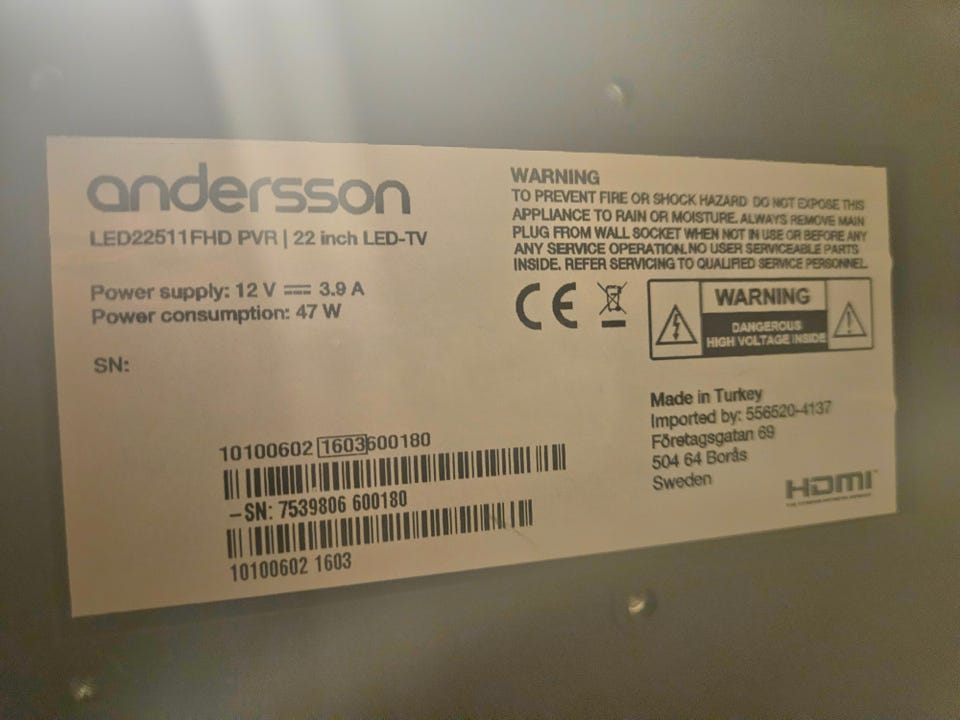 andersson
LED22511FHD PVR | 22 inch LED-TV
Power supply: 12 V ⎓ 3.9 A
Power consumption: 47 W
SN:
10100602 1603600180
-SN: 7539806 600180
10100602 1603
WARNING
TO PREVENT FIRE OR SHOCK HAZARD DO NOT EXPOSE THIS
APPLIANCE TO RAIN OR MOISTURE. ALWAYS REMOVE MAIN
PLUG FROM WALL SOCKET WHEN NOT IN USE OR BEFORE ANY
ANY SERVICE OPERATION.NO USER SERVICEABLE PARTS
INSIDE. REFER SERVICING TO QUALIFIED SERVICE PERSONNEL.
CE
WARNING
DANGEROUS
HIGH VOLTAGE INSIDE
Made in Turkey
Imported by: 556520-4137
Företagsgatan 69
504 64 Borås
Sweden
HDMI